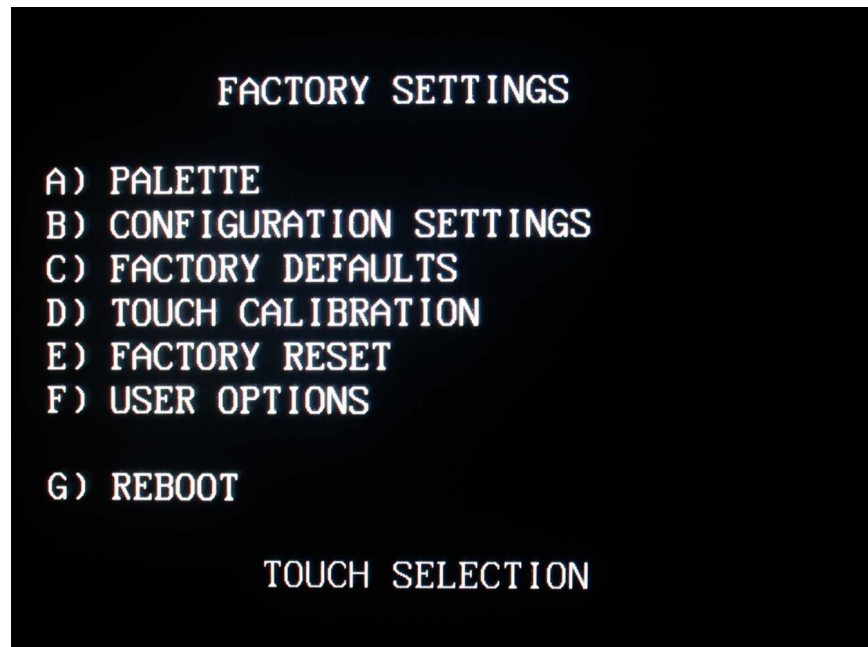 FACTORY SETTINGS
A) PALETTE
B) CONFIGURATION SETTINGS
C) FACTORY DEFAULTS
D) TOUCH CALIBRATION
E) FACTORY RESET
F) USER OPTIONS
G) REBOOT
TOUCH SELECTION